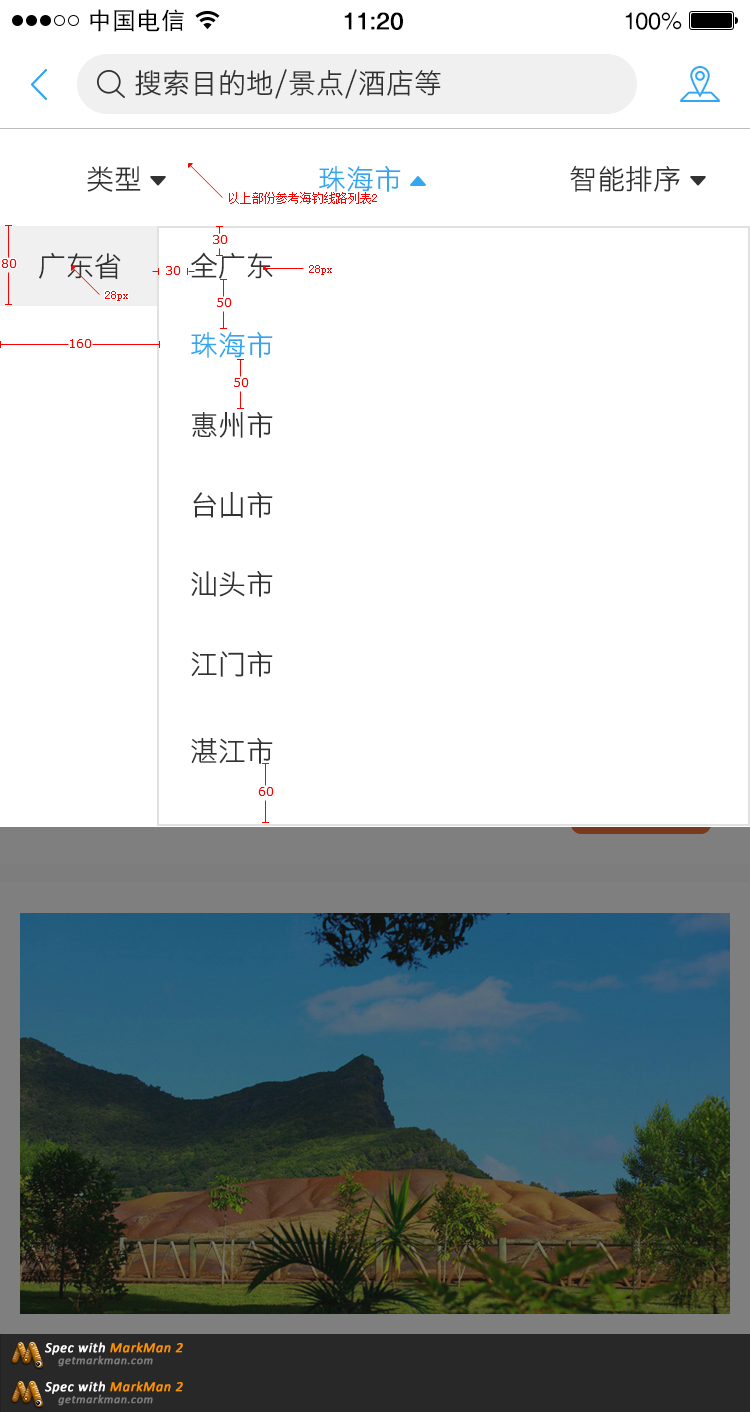 中国电信 11:20 100%
搜索目的地/景点/酒店等
类型 珠海市 智能排序
以上部份参考海钓线路列表2
30
80 广东省 30 全广东 28px
28px
50
160 珠海市
50
惠州市
台山市
汕头市
江门市
湛江市
60
Spec with MarkMan 2
getmarkman.com
Spec with MarkMan 2
getmarkman.com